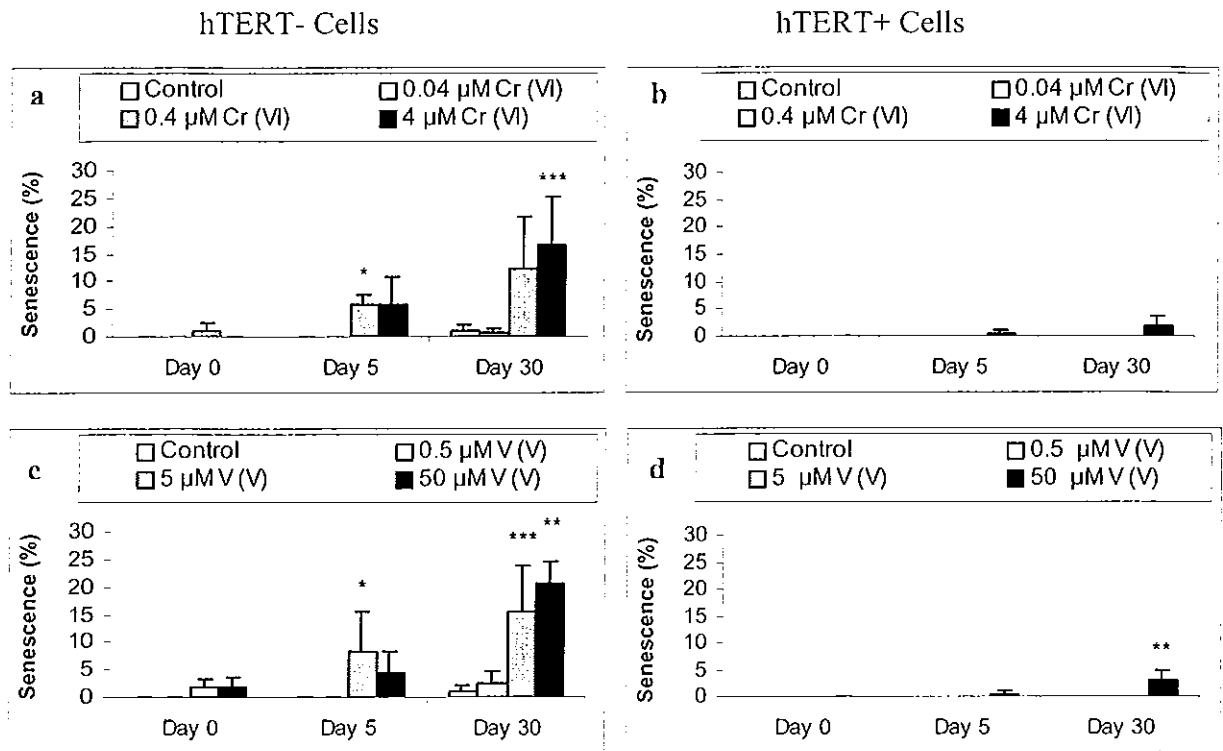 hTERT- Cells
hTERT+ Cells
a
Control
0.04 µM Cr (VI)
0.4 µM Cr (VI)
4 µM Cr (VI)
Senescence (%)
30
25
20
15
10
5
0
*
***
Day 0
Day 5
Day 30
b
Control
0.04 µM Cr (VI)
0.4 µM Cr (VI)
4 µM Cr (VI)
Senescence (%)
30
25
20
15
10
5
0
Day 0
Day 5
Day 30
c
Control
0.5 µM V (V)
5 µM V (V)
50 µM V (V)
Senescence (%)
30
25
20
15
10
5
0
*
***
**
Day 0
Day 5
Day 30
d
Control
0.5 µM V (V)
5 µM V (V)
50 µM V (V)
Senescence (%)
30
25
20
15
10
5
0
**
Day 0
Day 5
Day 30